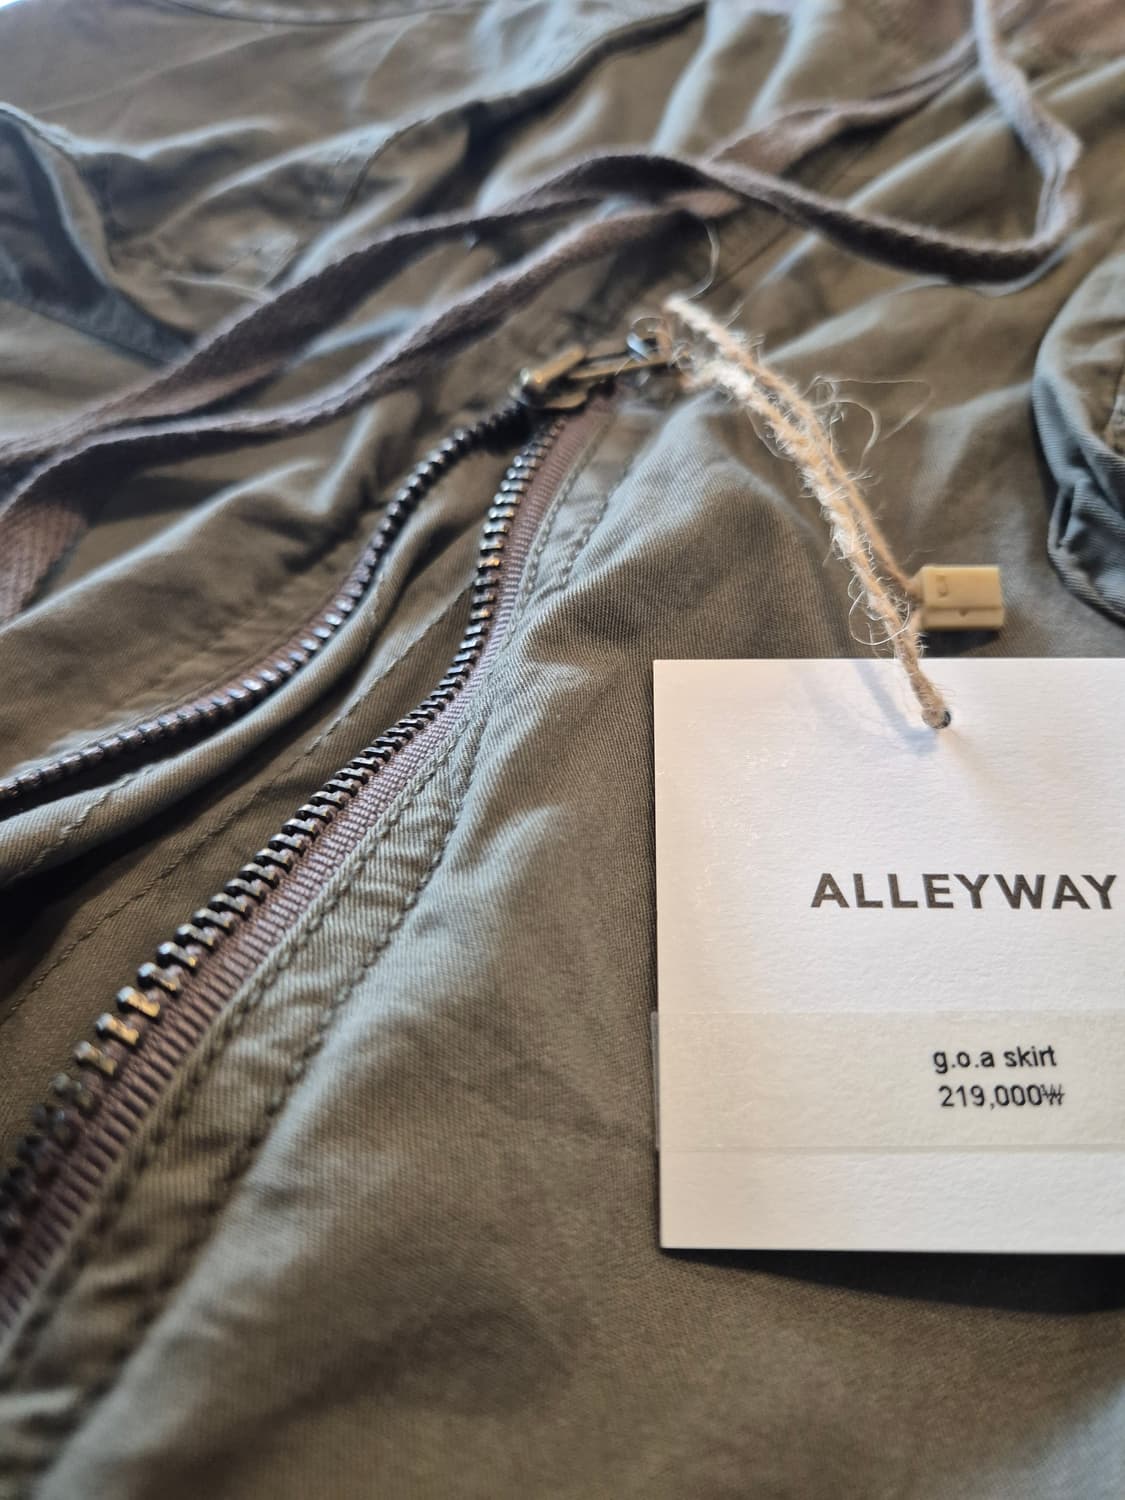 ALLEYWAY
g.o.a skirt
219,000₩